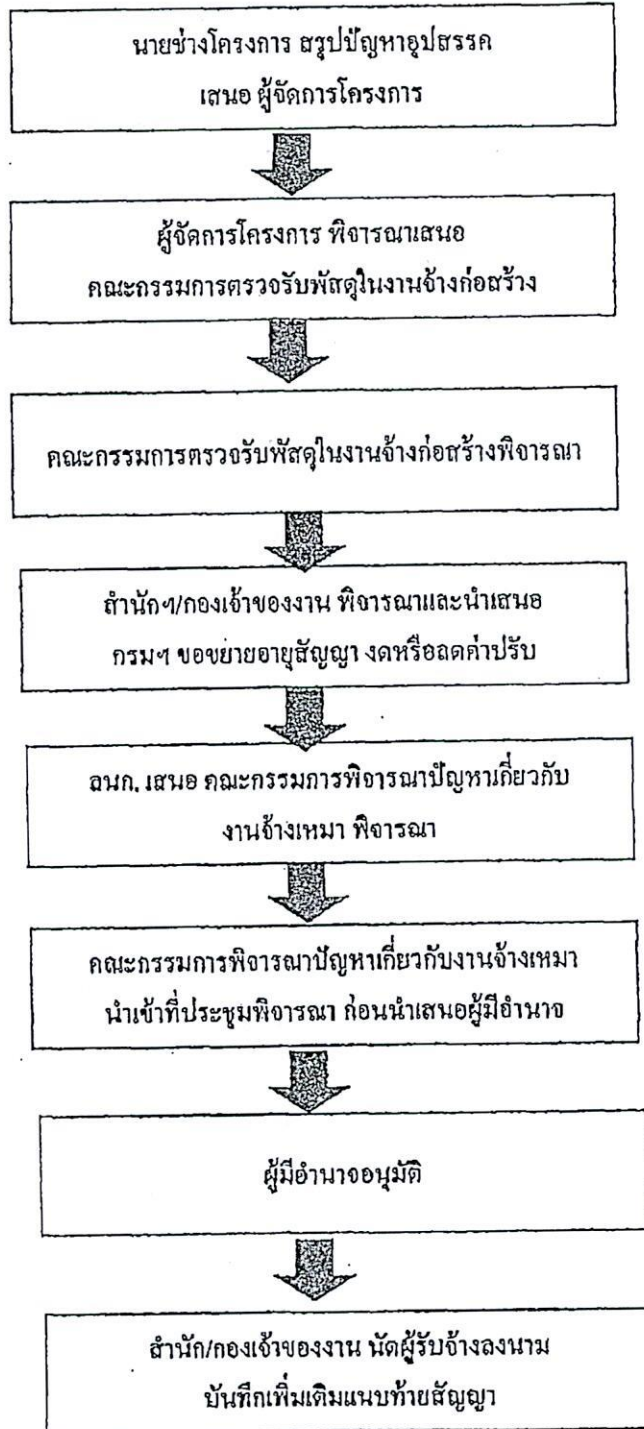 นายช่างโครงการ สรุปปัญหาอุปสรรค
เสนอ ผู้จัดการโครงการ
ผู้จัดการโครงการ พิจารณาเสนอ
คณะกรรมการตรวจรับพัสดุในงานจ้างก่อสร้าง
คณะกรรมการตรวจรับพัสดุในงานจ้างก่อสร้างพิจารณา
สำนักฯ/กองเจ้าของงาน พิจารณาและนำเสนอ
กรมฯ ขอขยายอายุสัญญา งดหรือลดค่าปรับ
ลนก. เสนอ คณะกรรมการพิจารณาปัญหาเกี่ยวกับ
งานจ้างเหมา พิจารณา
คณะกรรมการพิจารณาปัญหาเกี่ยวกับงานจ้างเหมา
นำเข้าที่ประชุมพิจารณา ก่อนนำเสนอผู้มีอำนาจ
ผู้มีอำนาจอนุมัติ
สำนัก/กองเจ้าของงาน นัดผู้รับจ้างลงนาม
บันทึกเพิ่มเติมแนบท้ายสัญญา